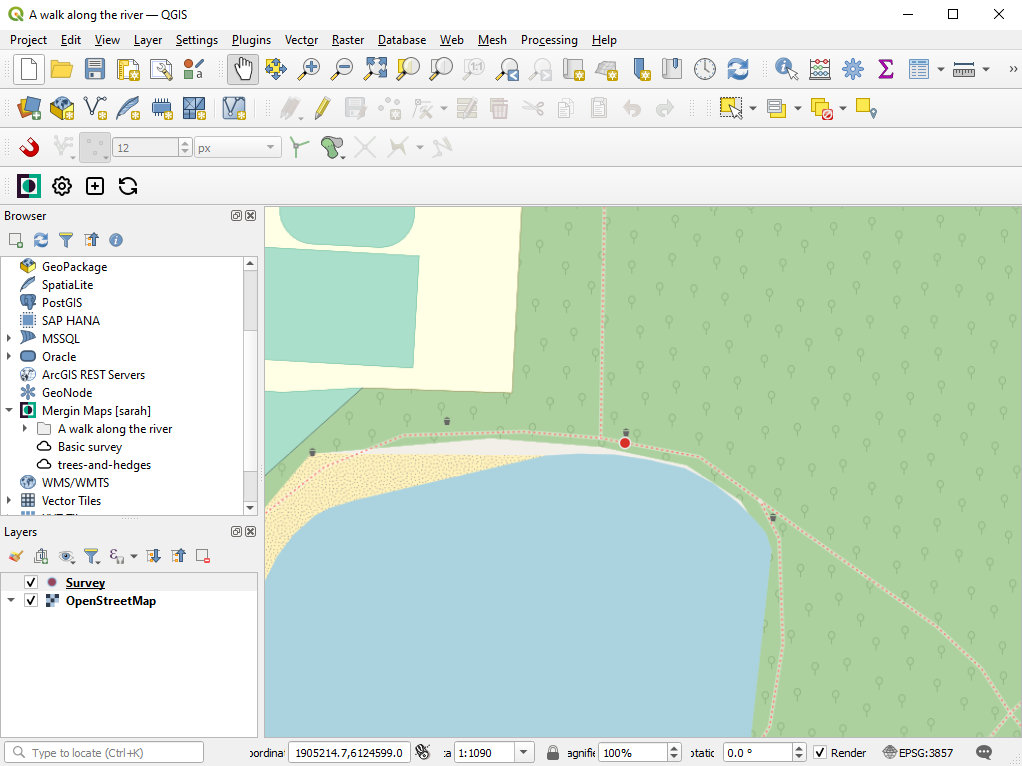 A walk along the river — QGIS
Project Edit View Layer Settings Plugins Vector Raster Database Web Mesh Processing Help
1:1
a
Σ
»
12 px
Browser
GeoPackage
SpatiaLite
PostGIS
SAP HANA
MSSQL
Oracle
ArcGIS REST Servers
GeoNode
Mergin Maps [sarah]
A walk along the river
Basic survey
trees-and-hedges
WMS/WMTS
Vector Tiles
Layers
Survey
OpenStreetMap
Type to locate (Ctrl+K) oordina 1905214.7,6124599.0 1:1090 agnifie 100% otatic 0.0 ° Render EPSG:3857